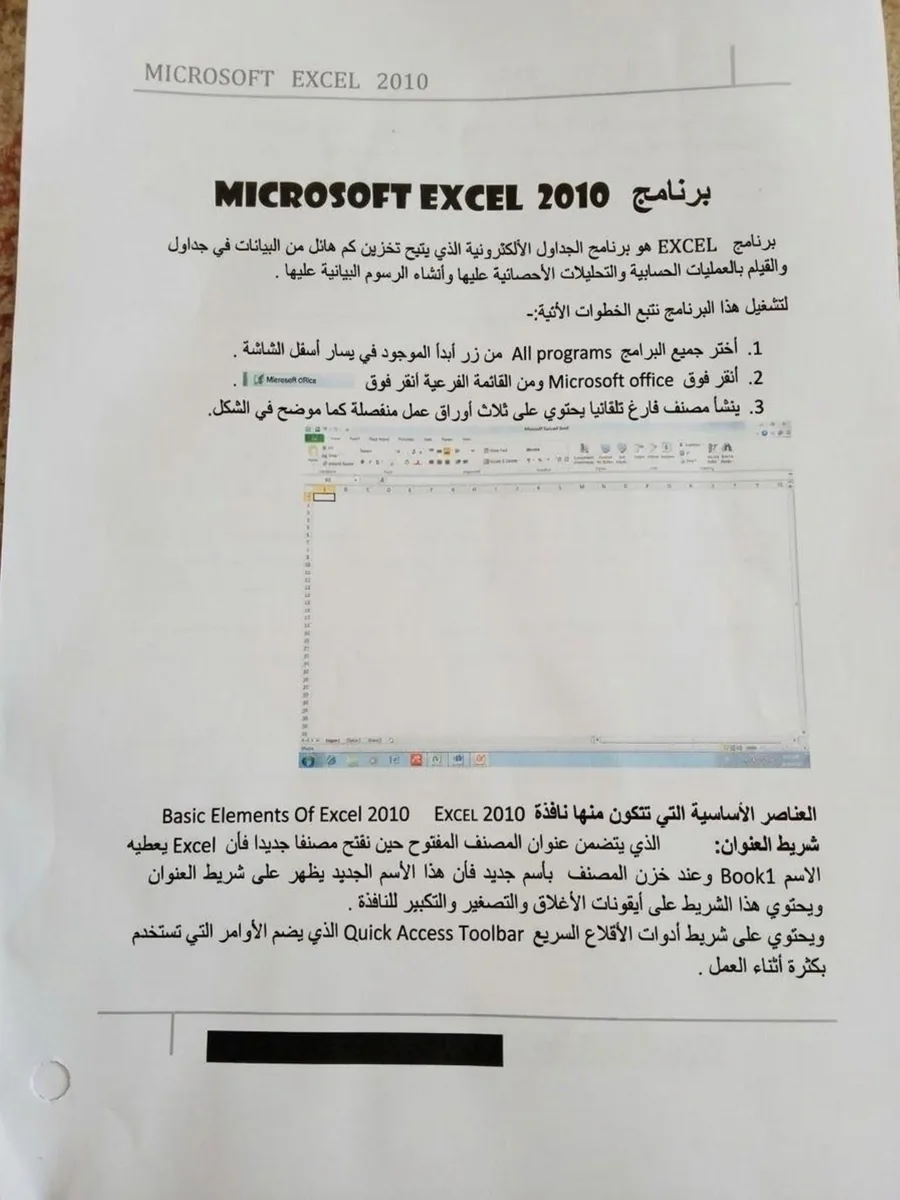 MICROSOFT EXCEL 2010
برنامج MICROSOFT EXCEL 2010
برنامج EXCEL هو برنامج الجداول الألكترونية الذي يتيح تخزين كم هائل من البيانات في جداول
والقيام بالعمليات الحسابية والتحليلات الأحصائية عليها وأنشاء الرسوم البيانية عليها .
لتشغيل هذا البرنامج نتبع الخطوات الأتية:-
1. أختر جميع البرامج All programs من زر أبدأ الموجود في يسار أسفل الشاشة .
2. أنقر فوق Microsoft office ومن القائمة الفرعية أنقر فوق Microsoft Office .
3. ينشأ مصنف فارغ تلقائيا يحتوي على ثلاث أوراق عمل منفصلة كما موضح في الشكل.
العناصر الأساسية التي تتكون منها نافذة EXCEL 2010 Basic Elements Of Excel 2010
شريط العنوان: الذي يتضمن عنوان المصنف المفتوح حين نفتح مصنفا جديدا فأن Excel يعطيه
الاسم Book1 وعند خزن المصنف بأسم جديد فأن هذا الأسم الجديد يظهر على شريط العنوان
ويحتوي هذا الشريط على أيقونات الأغلاق والتصغير والتكبير للنافذة .
ويحتوي على شريط أدوات الأقلاع السريع Quick Access Toolbar الذي يضم الأوامر التي تستخدم
بكثرة أثناء العمل .